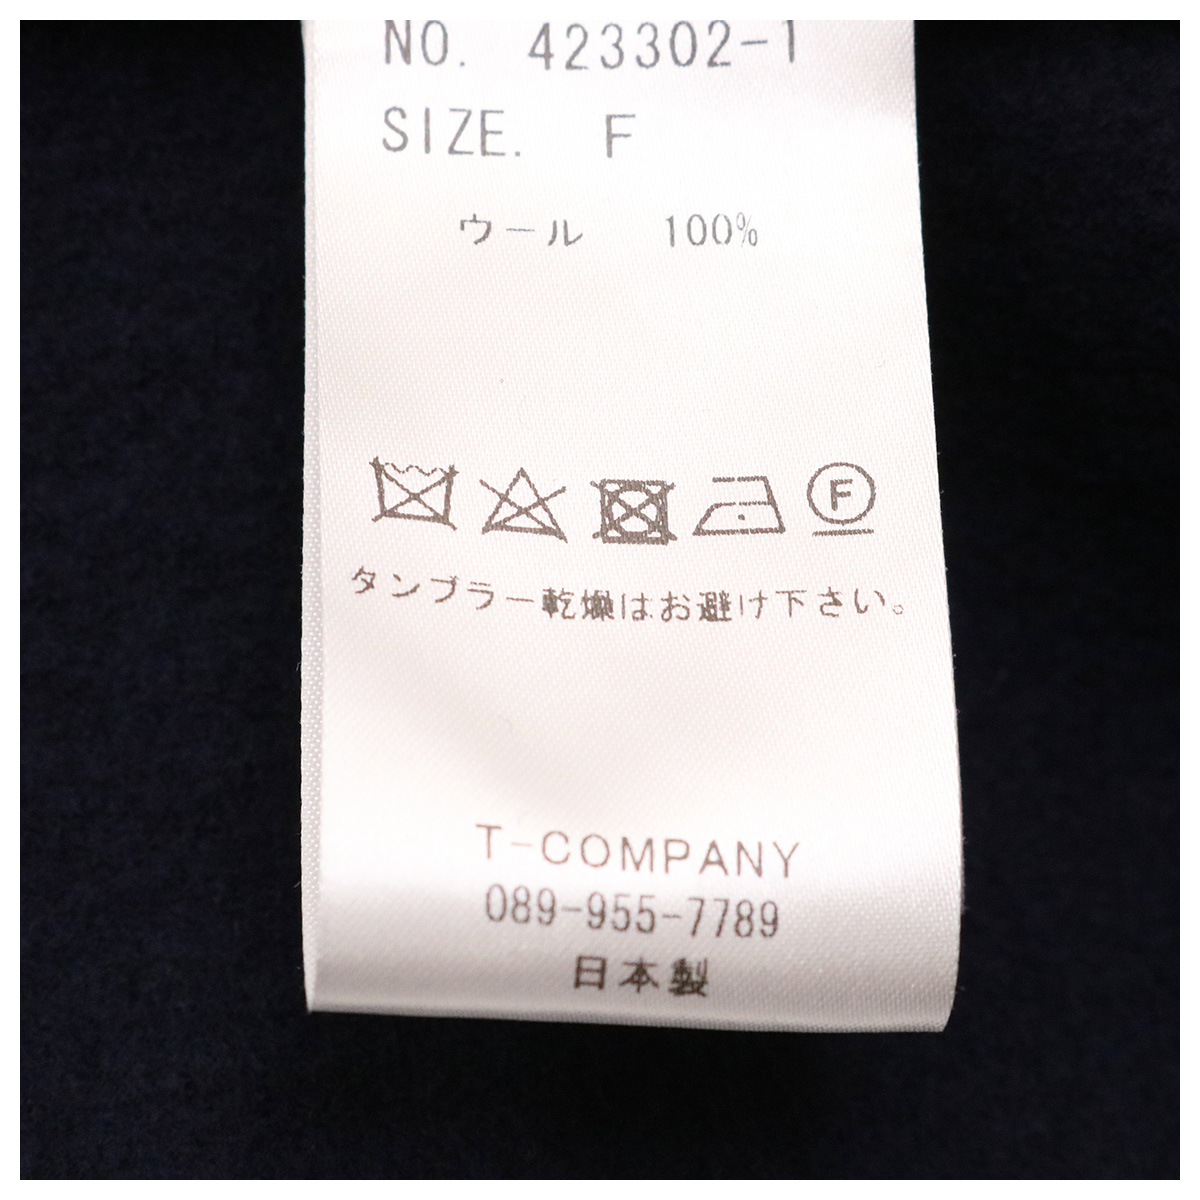 NO. 423302-1
SIZE. F
ウール 100%
F
タンブラー乾燥はお避け下さい。
T-COMPANY
089-955-7789
日本製